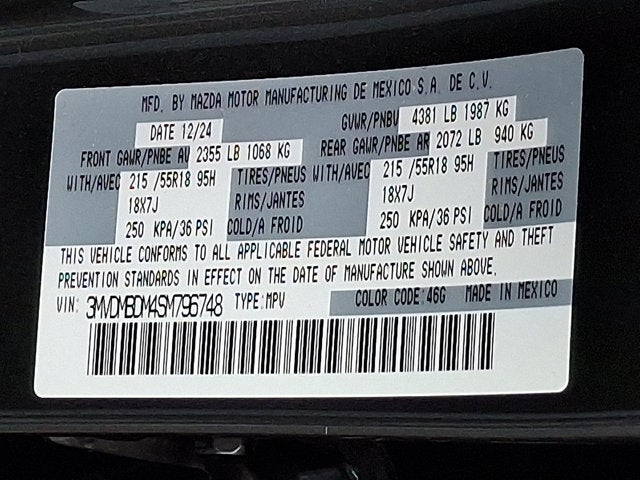 MFD. BY MAZDA MOTOR MANUFACTURING DE MEXICO S.A. DE C.V.
DATE 12/24 GVWR/PNBV 4381 LB 1987 KG
FRONT GAWR/PNBE AV 2355 LB 1068 KG REAR GAWR/PNBE AR 2072 LB 940 KG
WITH/AVEC 215 /55R18 95H TIRES/PNEUS WITH/AVEC 215 /55R18 95H TIRES/PNEUS
18X7J RIMS/JANTES 18X7J RIMS/JANTES
250 KPA/36 PSI COLD/A FROID 250 KPA/36 PSI COLD/A FROID
THIS VEHICLE CONFORMS TO ALL APPLICABLE FEDERAL MOTOR VEHICLE SAFETY AND THEFT
PREVENTION STANDARDS IN EFFECT ON THE DATE OF MANUFACTURE SHOWN ABOVE.
VIN: 3MVDMBDM4SM796748 TYPE:MPV COLOR CODE:46G MADE IN MEXICO